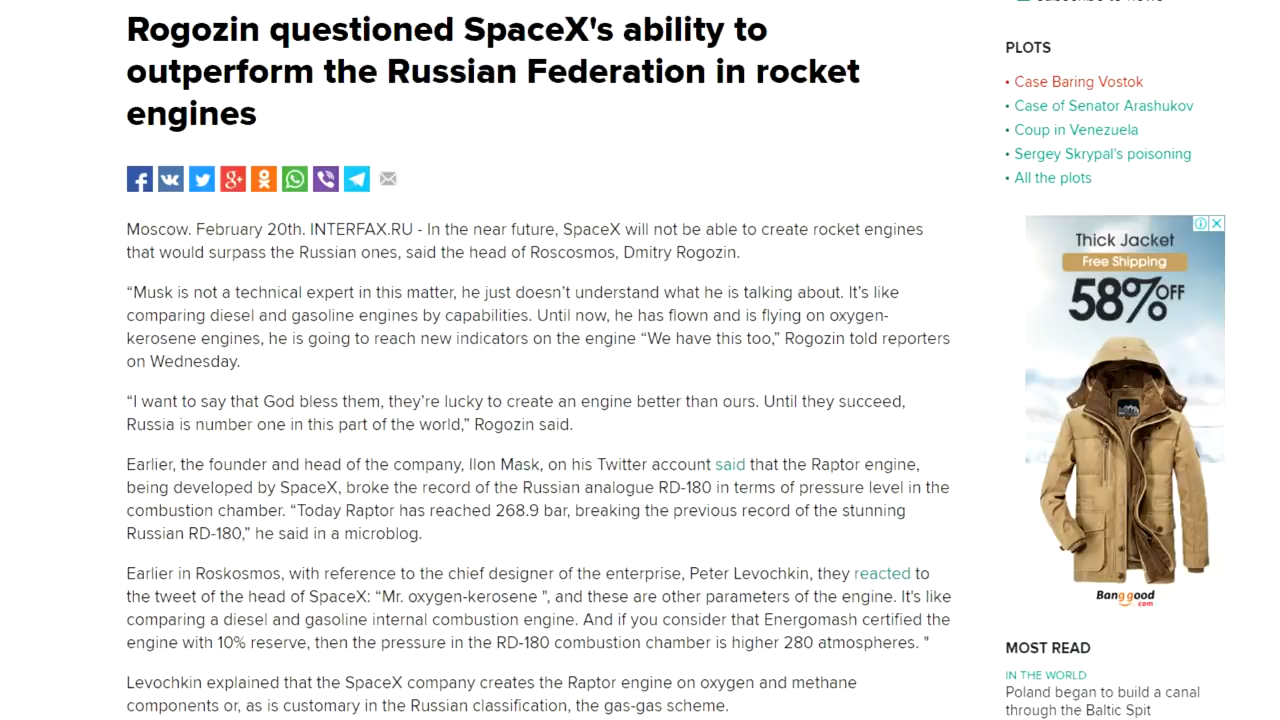 Rogozin questioned SpaceX's ability to
outperform the Russian Federation in rocket
engines
Moscow. February 20th. INTERFAX.RU - In the near future, SpaceX will not be able to create rocket engines
that would surpass the Russian ones, said the head of Roscosmos, Dmitry Rogozin.
“Musk is not a technical expert in this matter, he just doesn’t understand what he is talking about. It’s like
comparing diesel and gasoline engines by capabilities. Until now, he has flown and is flying on oxygen-
kerosene engines, he is going to reach new indicators on the engine “We have this too,” Rogozin told reporters
on Wednesday.
“I want to say that God bless them, they’re lucky to create an engine better than ours. Until they succeed,
Russia is number one in this part of the world,” Rogozin said.
Earlier, the founder and head of the company, Ilon Mask, on his Twitter account said that the Raptor engine,
being developed by SpaceX, broke the record of the Russian analogue RD-180 in terms of pressure level in the
combustion chamber. “Today Raptor has reached 268.9 bar, breaking the previous record of the stunning
Russian RD-180,” he said in a microblog.
Earlier in Roskosmos, with reference to the chief designer of the enterprise, Peter Levochkin, they reacted to
the tweet of the head of SpaceX: “Mr. oxygen-kerosene ", and these are other parameters of the engine. It's like
comparing a diesel and gasoline internal combustion engine. And if you consider that Energomash certified the
engine with 10% reserve, then the pressure in the RD-180 combustion chamber is higher 280 atmospheres. "
Levochkin explained that the SpaceX company creates the Raptor engine on oxygen and methane
components or, as is customary in the Russian classification, the gas-gas scheme.
PLOTS
• Case Baring Vostok
• Case of Senator Arashukov
• Coup in Venezuela
• Sergey Skrypal's poisoning
• All the plots
Thick Jacket
Free Shipping
58% OFF
Banggood
.com
MOST READ
IN THE WORLD
Poland began to build a canal
through the Baltic Spit